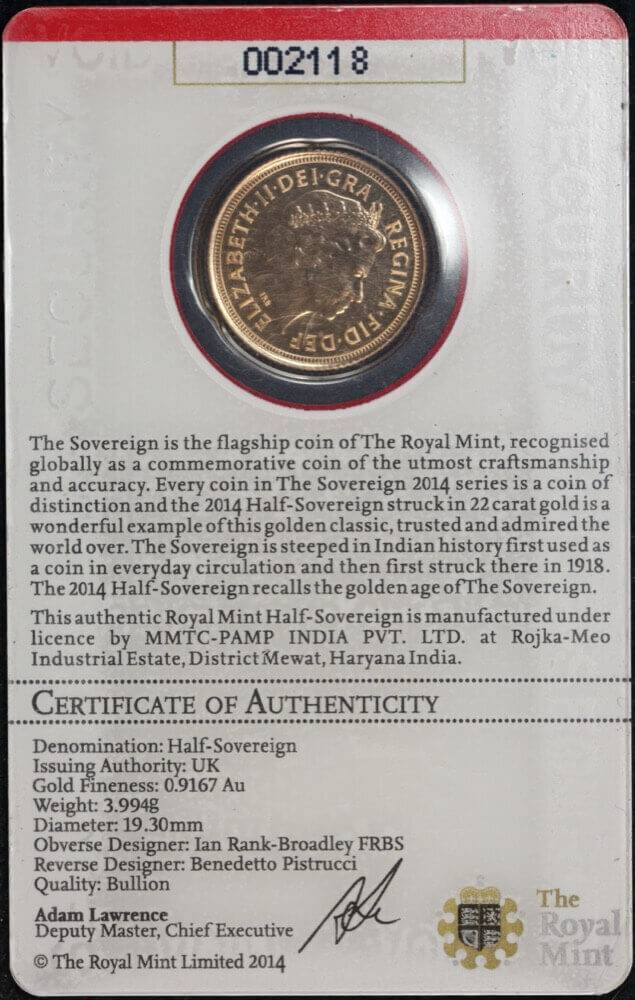 002118
ELIZABETH·II·DEI·GRA
REGINA·FID·DEF
IRB
The Sovereign is the flagship coin of The Royal Mint, recognised
globally as a commemorative coin of the utmost craftsmanship
and accuracy. Every coin in The Sovereign 2014 series is a coin of
distinction and the 2014 Half-Sovereign struck in 22 carat gold is a
wonderful example of this golden classic, trusted and admired the
world over. The Sovereign is steeped in Indian history first used as
a coin in everyday circulation and then first struck there in 1918.
The 2014 Half-Sovereign recalls the golden age of The Sovereign.
This authentic Royal Mint Half-Sovereign is manufactured under
licence by MMTC-PAMP INDIA PVT. LTD. at Rojka-Meo
Industrial Estate, District Mewat, Haryana India.
CERTIFICATE OF AUTHENTICITY
Denomination: Half-Sovereign
Issuing Authority: UK
Gold Fineness: 0.9167 Au
Weight: 3.994g
Diameter: 19.30mm
Obverse Designer: Ian Rank-Broadley FRBS
Reverse Designer: Benedetto Pistrucci
Quality: Bullion
Adam Lawrence
Deputy Master, Chief Executive
© The Royal Mint Limited 2014
The
Royal
Mint